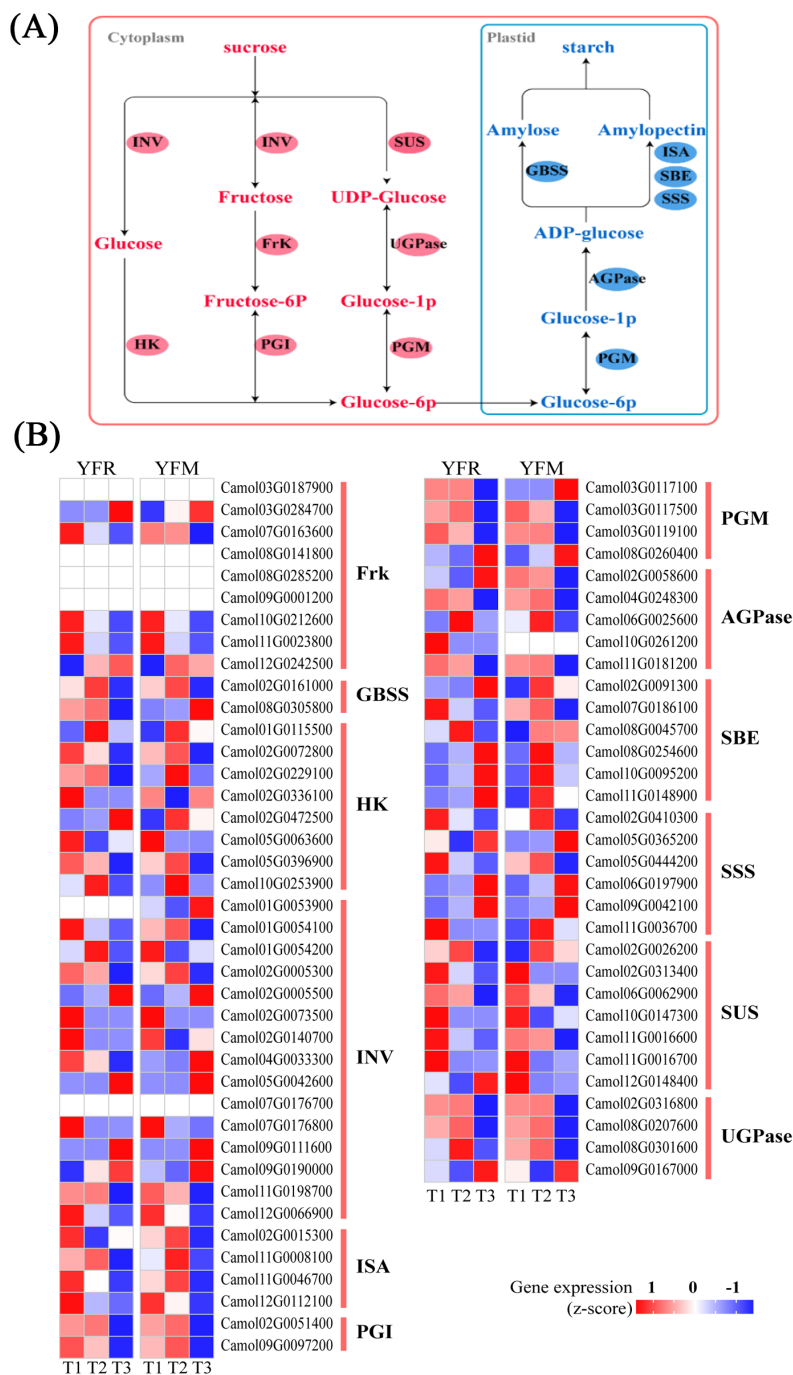 (A)
Cytoplasm
Plastid
sucrose
starch
INV
INV
SUS
Amylose
Amylopectin
ISA
GBSS
SBE
SSS
Fructose
UDP-Glucose
Glucose
FrK
UGPase
ADP-glucose
AGPase
Fructose-6P
Glucose-1p
Glucose-1p
HK
PGI
PGM
PGM
Glucose-6p
Glucose-6p
(B)
YFR YFM
Camol03G0187900
Camol03G0284700
Camol07G0163600
Camol08G0141800
Camol08G0285200
Camol09G0001200
Camol10G0212600
Camol11G0023800
Camol12G0242500
Frk
Camol02G0161000
Camol08G0305800
GBSS
Camol01G0115500
Camol02G0072800
Camol02G0229100
Camol02G0336100
Camol02G0472500
Camol05G0063600
Camol05G0396900
Camol10G0253900
HK
Camol01G0053900
Camol01G0054100
Camol01G0054200
Camol02G0005300
Camol02G0005500
Camol02G0073500
Camol02G0140700
Camol04G0033300
Camol05G0042600
Camol07G0176700
Camol07G0176800
Camol09G0111600
Camol09G0190000
Camol11G0198700
Camol12G0066900
INV
Camol02G0015300
Camol11G0008100
Camol11G0046700
Camol12G0112100
ISA
Camol02G0051400
Camol09G0097200
PGI
T1 T2 T3 T1 T2 T3
YFR YFM
Camol03G0117100
Camol03G0117500
Camol03G0119100
Camol08G0260400
PGM
Camol02G0058600
Camol04G0248300
Camol06G0025600
Camol10G0261200
Camol11G0181200
AGPase
Camol02G0091300
Camol07G0186100
Camol08G0045700
Camol08G0254600
Camol10G0095200
Camol11G0148900
SBE
Camol02G0410300
Camol05G0365200
Camol05G0444200
Camol06G0197900
Camol09G0042100
Camol11G0036700
SSS
Camol02G0026200
Camol02G0313400
Camol06G0062900
Camol10G0147300
Camol11G0016600
Camol11G0016700
Camol12G0148400
SUS
Camol02G0316800
Camol08G0207600
Camol08G0301600
Camol09G0167000
UGPase
T1 T2 T3 T1 T2 T3
Gene expression
(z-score)
1 0 -1